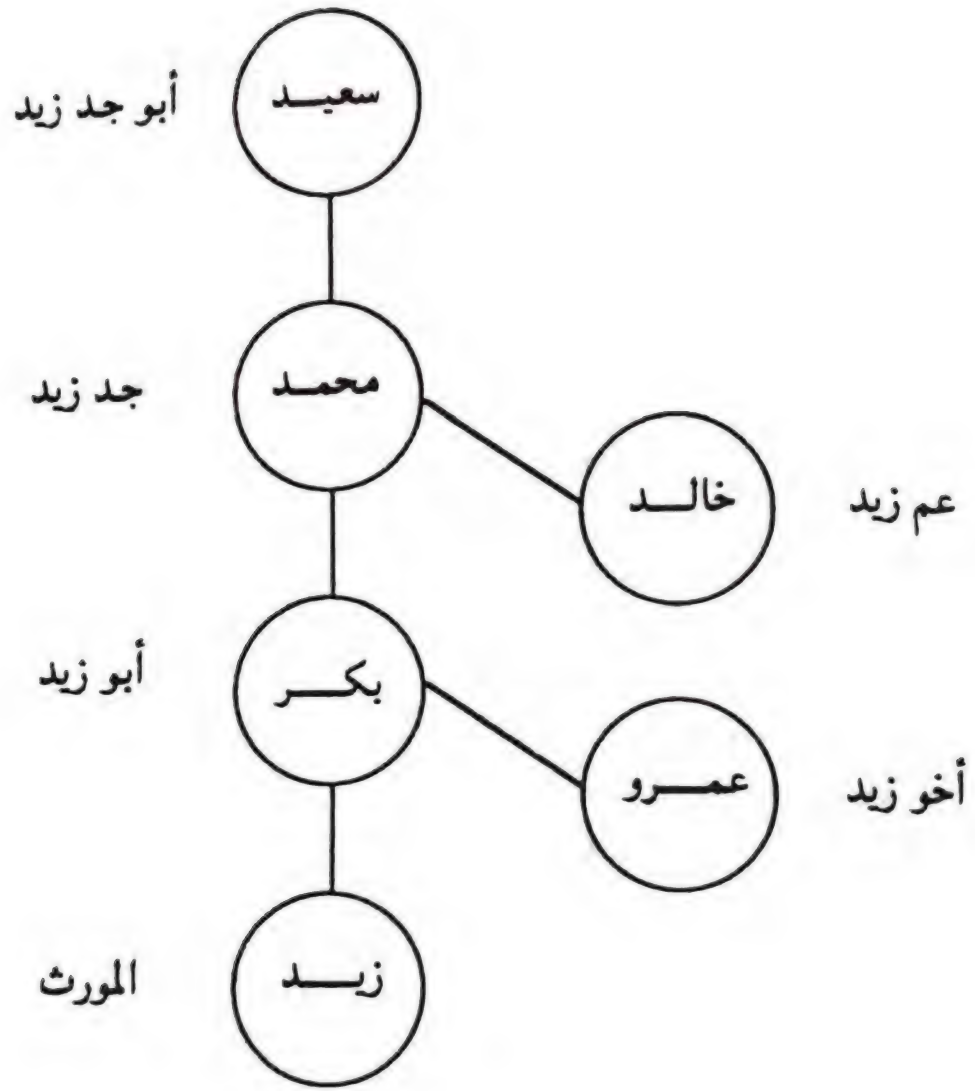 سعيد
أبو جد زيد
محمد
جد زيد
عم زيد
خالد
بكر
أبو زيد
أخو زيد
عمرو
زيد
المورث